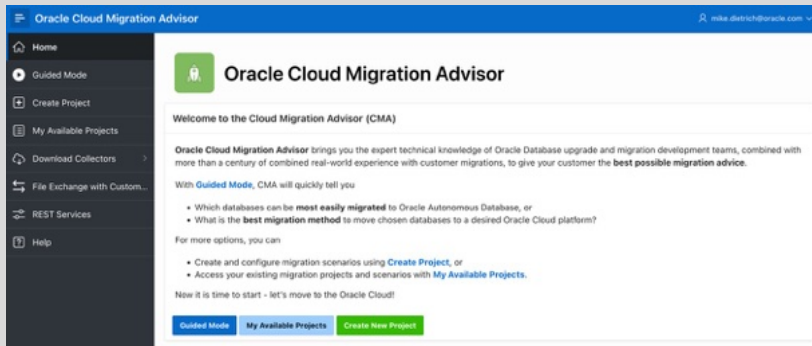 Oracle Cloud Migration Advisor
mike.dietrich@oracle.com
Home
Guided Mode
Create Project
My Available Projects
Download Collectors
File Exchange with Custom...
REST Services
Help
Oracle Cloud Migration Advisor
Welcome to the Cloud Migration Advisor (CMA)
Oracle Cloud Migration Advisor brings you the expert technical knowledge of Oracle Database upgrade and migration development teams, combined with
more than a century of combined real-world experience with customer migrations, to give your customer the best possible migration advice.
With Guided Mode, CMA will quickly tell you
• Which databases can be most easily migrated to Oracle Autonomous Database, or
• What is the best migration method to move chosen databases to a desired Oracle Cloud platform?
For more options, you can
• Create and configure migration scenarios using Create Project, or
• Access your existing migration projects and scenarios with My Available Projects.
Now it is time to start - let's move to the Oracle Cloud!
Guided Mode
My Available Projects
Create New Project